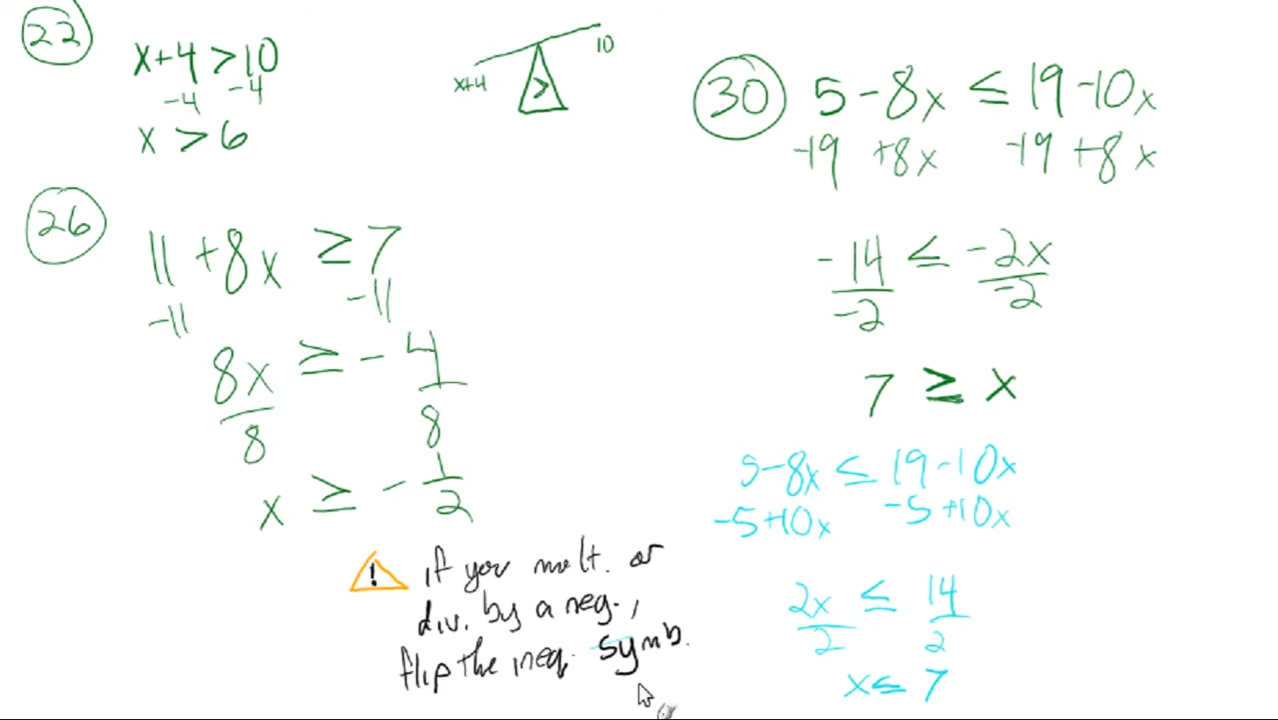 22
x+4 > 10
-4 -4
x > 6
x+4 > 10
26
11 + 8x ≥ 7
-11 -11
8x ≥ - 4
8 8
x ≥ - 1/2
! if you mult. or
div. by a neg.,
flip the ineq. symb.
30
5 - 8x ≤ 19 - 10x
-19 +8x -19 +8x
-14 ≤ -2x
-2 -2
7 ≥ x
5-8x ≤ 19-10x
-5+10x -5+10x
2x ≤ 14
2 2
x ≤ 7